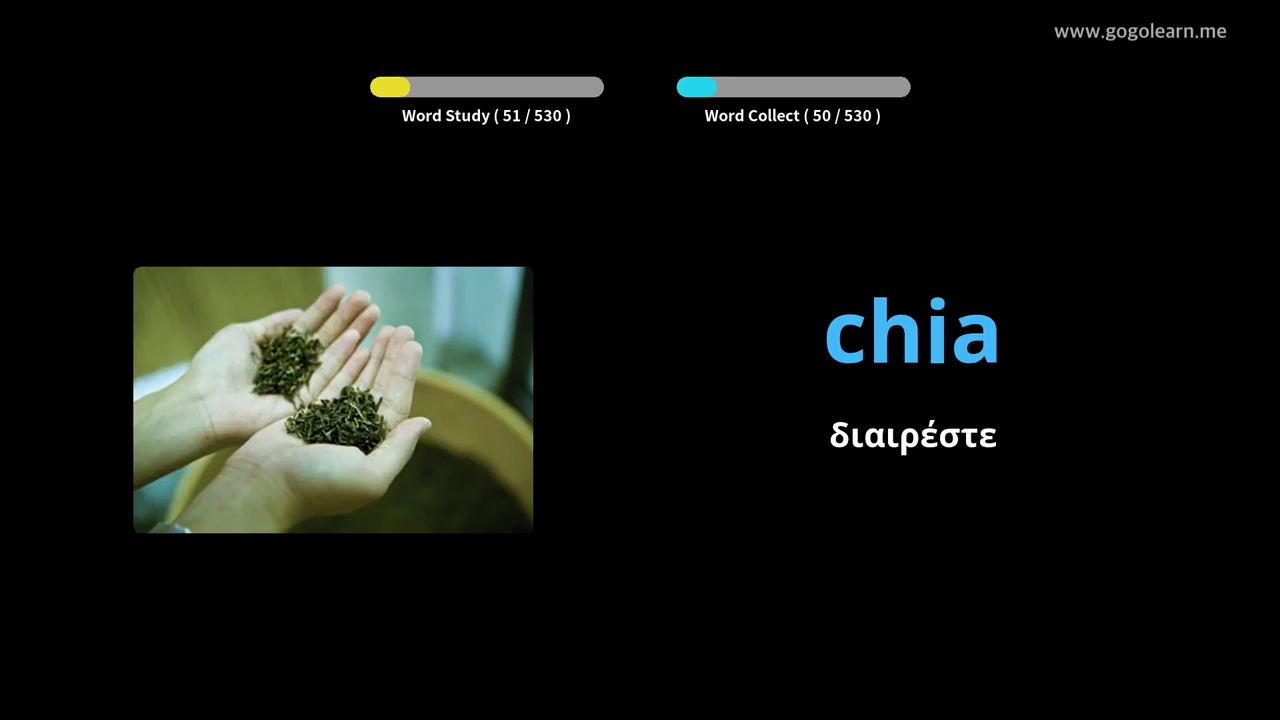 www.gogolearn.me
Word Study ( 51 / 530 )
Word Collect ( 50 / 530 )
chia
διαιρέστε